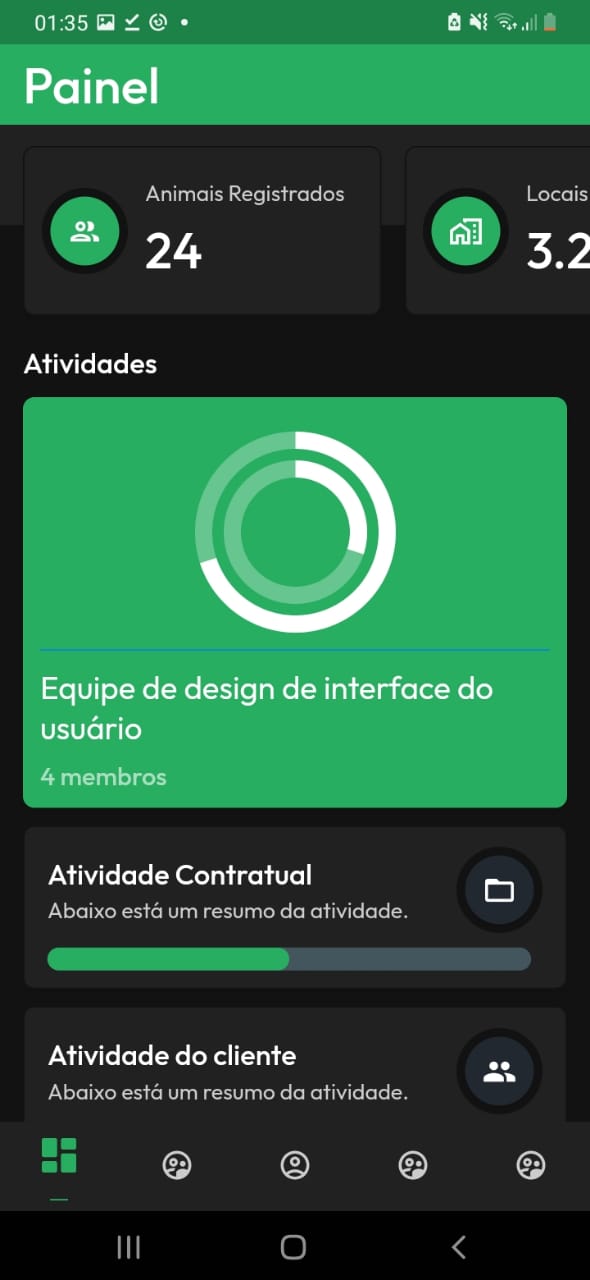 01:35
Painel
Animais Registrados
24
Locais
3.2
Atividades
Equipe de design de interface do
usuário
4 membros
Atividade Contratual
Abaixo está um resumo da atividade.
Atividade do cliente
Abaixo está um resumo da atividade.